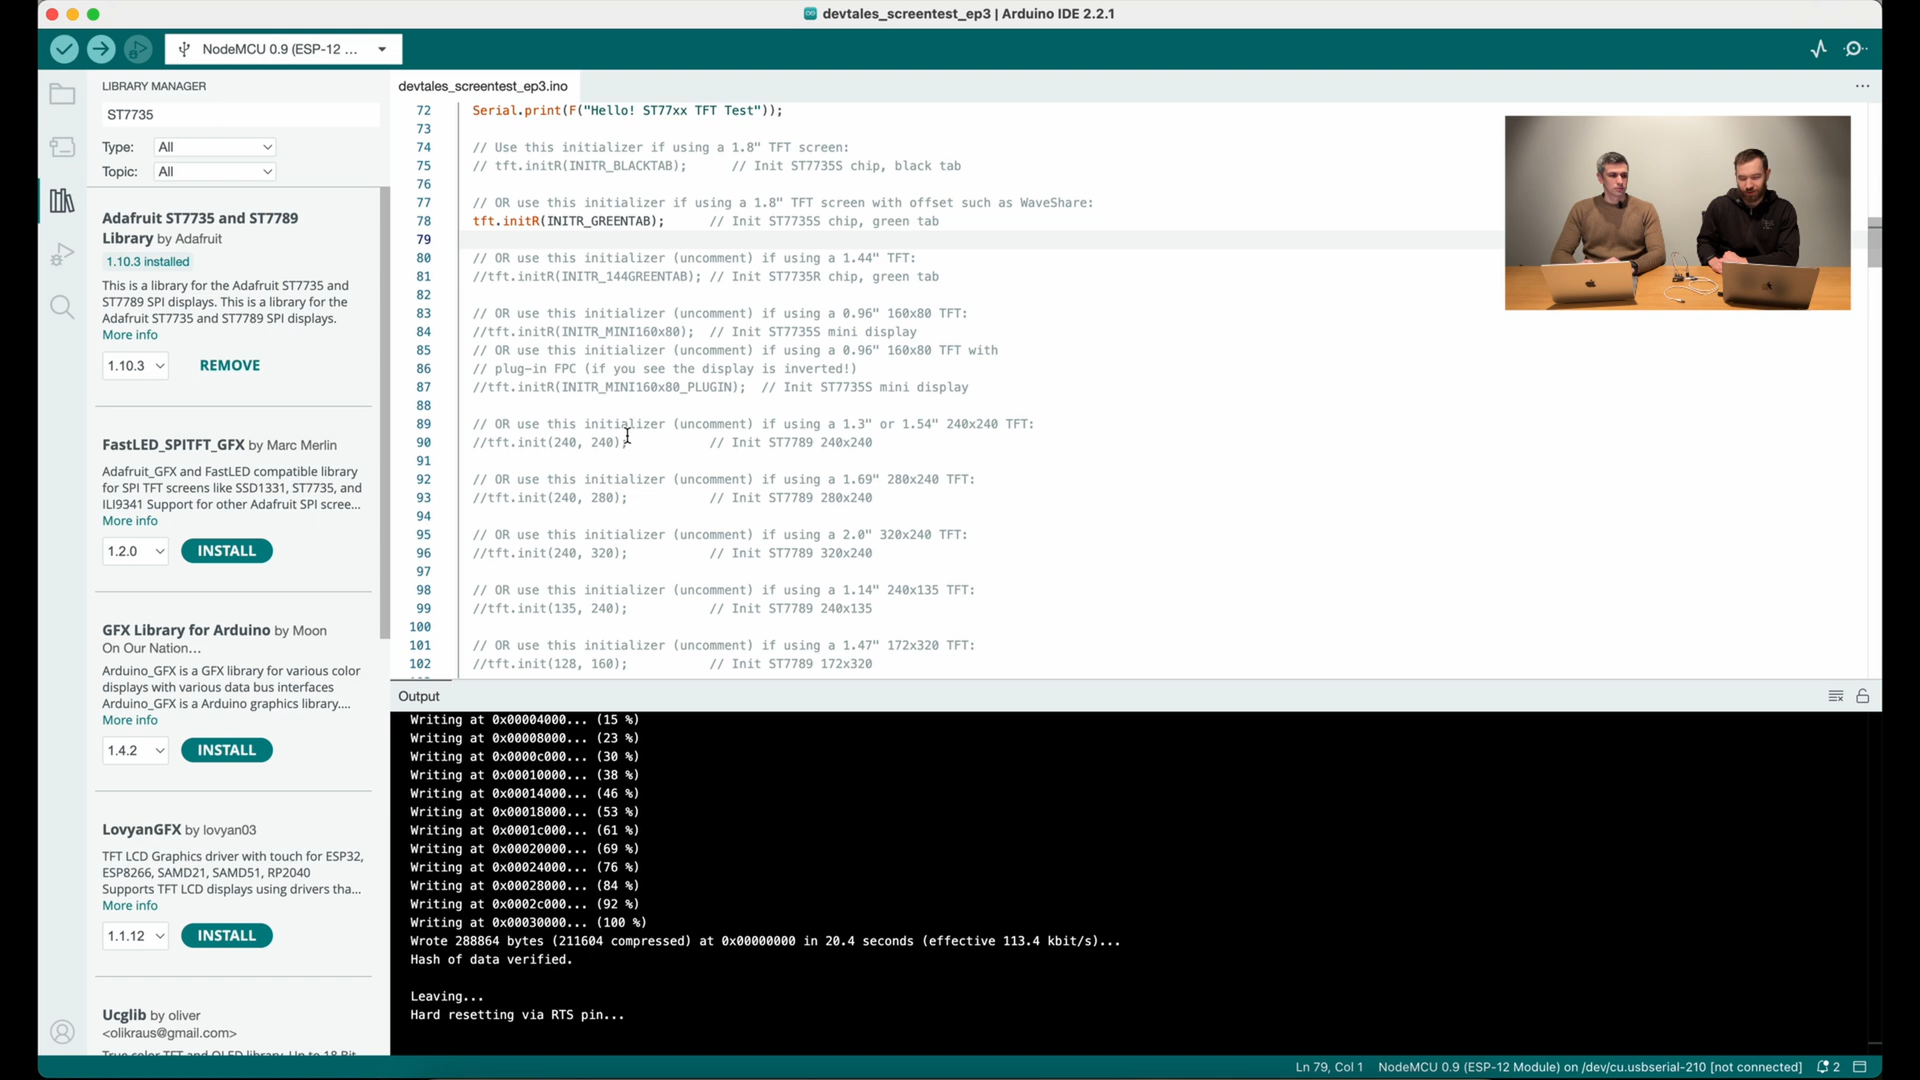 devtales_screentest_ep3 | Arduino IDE 2.2.1
NodeMCU 0.9 (ESP-12 ...
LIBRARY MANAGER
ST7735
Type: All
Topic: All
Adafruit ST7735 and ST7789
Library by Adafruit
1.10.3 installed
This is a library for the Adafruit ST7735 and
ST7789 SPI displays. This is a library for the
Adafruit ST7735 and ST7789 SPI displays.
More info
1.10.3 REMOVE
FastLED_SPITFT_GFX by Marc Merlin
Adafruit_GFX and FastLED compatible library
for SPI TFT screens like SSD1331, ST7735, and
ILI9341 Support for other Adafruit SPI scree...
More info
1.2.0 INSTALL
GFX Library for Arduino by Moon
On Our Nation...
Arduino_GFX is a GFX library for various color
displays with various data bus interfaces
Arduino_GFX is a Arduino graphics library....
More info
1.4.2 INSTALL
LovyanGFX by lovyan03
TFT LCD Graphics driver with touch for ESP32,
ESP8266, SAMD21, SAMD51, RP2040
Supports TFT LCD displays using drivers tha...
More info
1.1.12 INSTALL
Ucglib by oliver
<olikraus@gmail.com>
True color TFT and OLED library, Up to 18 Bit
devtales_screentest_ep3.ino
72 Serial.print(F("Hello! ST77xx TFT Test"));
73
74 // Use this initializer if using a 1.8" TFT screen:
75 // tft.initR(INITR_BLACKTAB); // Init ST7735S chip, black tab
76
77 // OR use this initializer if using a 1.8" TFT screen with offset such as WaveShare:
78 tft.initR(INITR_GREENTAB); // Init ST7735S chip, green tab
79
80 // OR use this initializer (uncomment) if using a 1.44" TFT:
81 //tft.initR(INITR_144GREENTAB); // Init ST7735R chip, green tab
82
83 // OR use this initializer (uncomment) if using a 0.96" 160x80 TFT:
84 //tft.initR(INITR_MINI160x80); // Init ST7735S mini display
85 // OR use this initializer (uncomment) if using a 0.96" 160x80 TFT with
86 // plug-in FPC (if you see the display is inverted!)
87 //tft.initR(INITR_MINI160x80_PLUGIN); // Init ST7735S mini display
88
89 // OR use this initializer (uncomment) if using a 1.3" or 1.54" 240x240 TFT:
90 //tft.init(240, 240); // Init ST7789 240x240
91
92 // OR use this initializer (uncomment) if using a 1.69" 280x240 TFT:
93 //tft.init(240, 280); // Init ST7789 280x240
94
95 // OR use this initializer (uncomment) if using a 2.0" 320x240 TFT:
96 //tft.init(240, 320); // Init ST7789 320x240
97
98 // OR use this initializer (uncomment) if using a 1.14" 240x135 TFT:
99 //tft.init(135, 240); // Init ST7789 240x135
100
101 // OR use this initializer (uncomment) if using a 1.47" 172x320 TFT:
102 //tft.init(128, 160); // Init ST7789 172x320
Output
Writing at 0x00004000... (15 %)
Writing at 0x00008000... (23 %)
Writing at 0x0000c000... (30 %)
Writing at 0x00010000... (38 %)
Writing at 0x00014000... (46 %)
Writing at 0x00018000... (53 %)
Writing at 0x0001c000... (61 %)
Writing at 0x00020000... (69 %)
Writing at 0x00024000... (76 %)
Writing at 0x00028000... (84 %)
Writing at 0x0002c000... (92 %)
Writing at 0x00030000... (100 %)
Wrote 288864 bytes (211604 compressed) at 0x00000000 in 20.4 seconds (effective 113.4 kbit/s)...
Hash of data verified.
Leaving...
Hard resetting via RTS pin...
Ln 79, Col 1 NodeMCU 0.9 (ESP-12 Module) on /dev/cu.usbserial-210 [not connected] 2